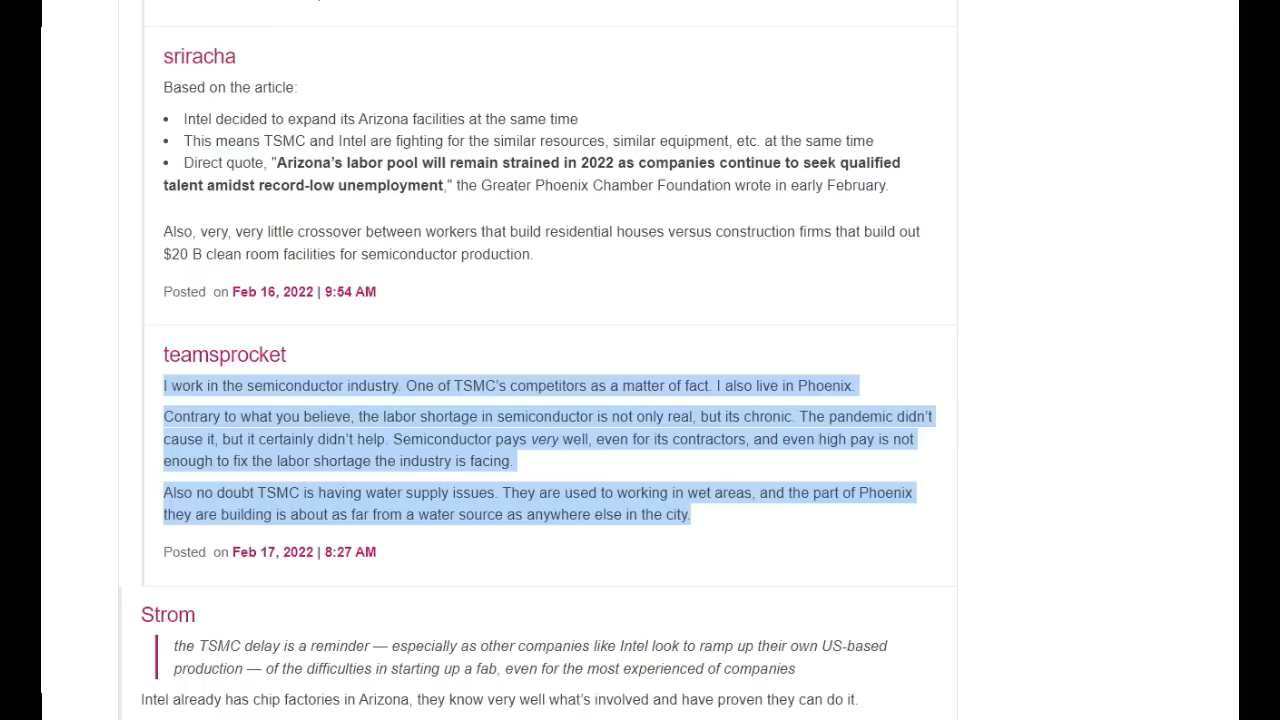 sriracha
Based on the article:
• Intel decided to expand its Arizona facilities at the same time
• This means TSMC and Intel are fighting for the similar resources, similar equipment, etc. at the same time
• Direct quote, "Arizona’s labor pool will remain strained in 2022 as companies continue to seek qualified
talent amidst record-low unemployment," the Greater Phoenix Chamber Foundation wrote in early February.
Also, very, very little crossover between workers that build residential houses versus construction firms that build out
$20 B clean room facilities for semiconductor production.
Posted on Feb 16, 2022 | 9:54 AM
teamsprocket
I work in the semiconductor industry. One of TSMC’s competitors as a matter of fact. I also live in Phoenix.
Contrary to what you believe, the labor shortage in semiconductor is not only real, but its chronic. The pandemic didn’t
cause it, but it certainly didn’t help. Semiconductor pays very well, even for its contractors, and even high pay is not
enough to fix the labor shortage the industry is facing.
Also no doubt TSMC is having water supply issues. They are used to working in wet areas, and the part of Phoenix
they are building is about as far from a water source as anywhere else in the city.
Posted on Feb 17, 2022 | 8:27 AM
Strom
the TSMC delay is a reminder — especially as other companies like Intel look to ramp up their own US-based
production — of the difficulties in starting up a fab, even for the most experienced of companies
Intel already has chip factories in Arizona, they know very well what’s involved and have proven they can do it.